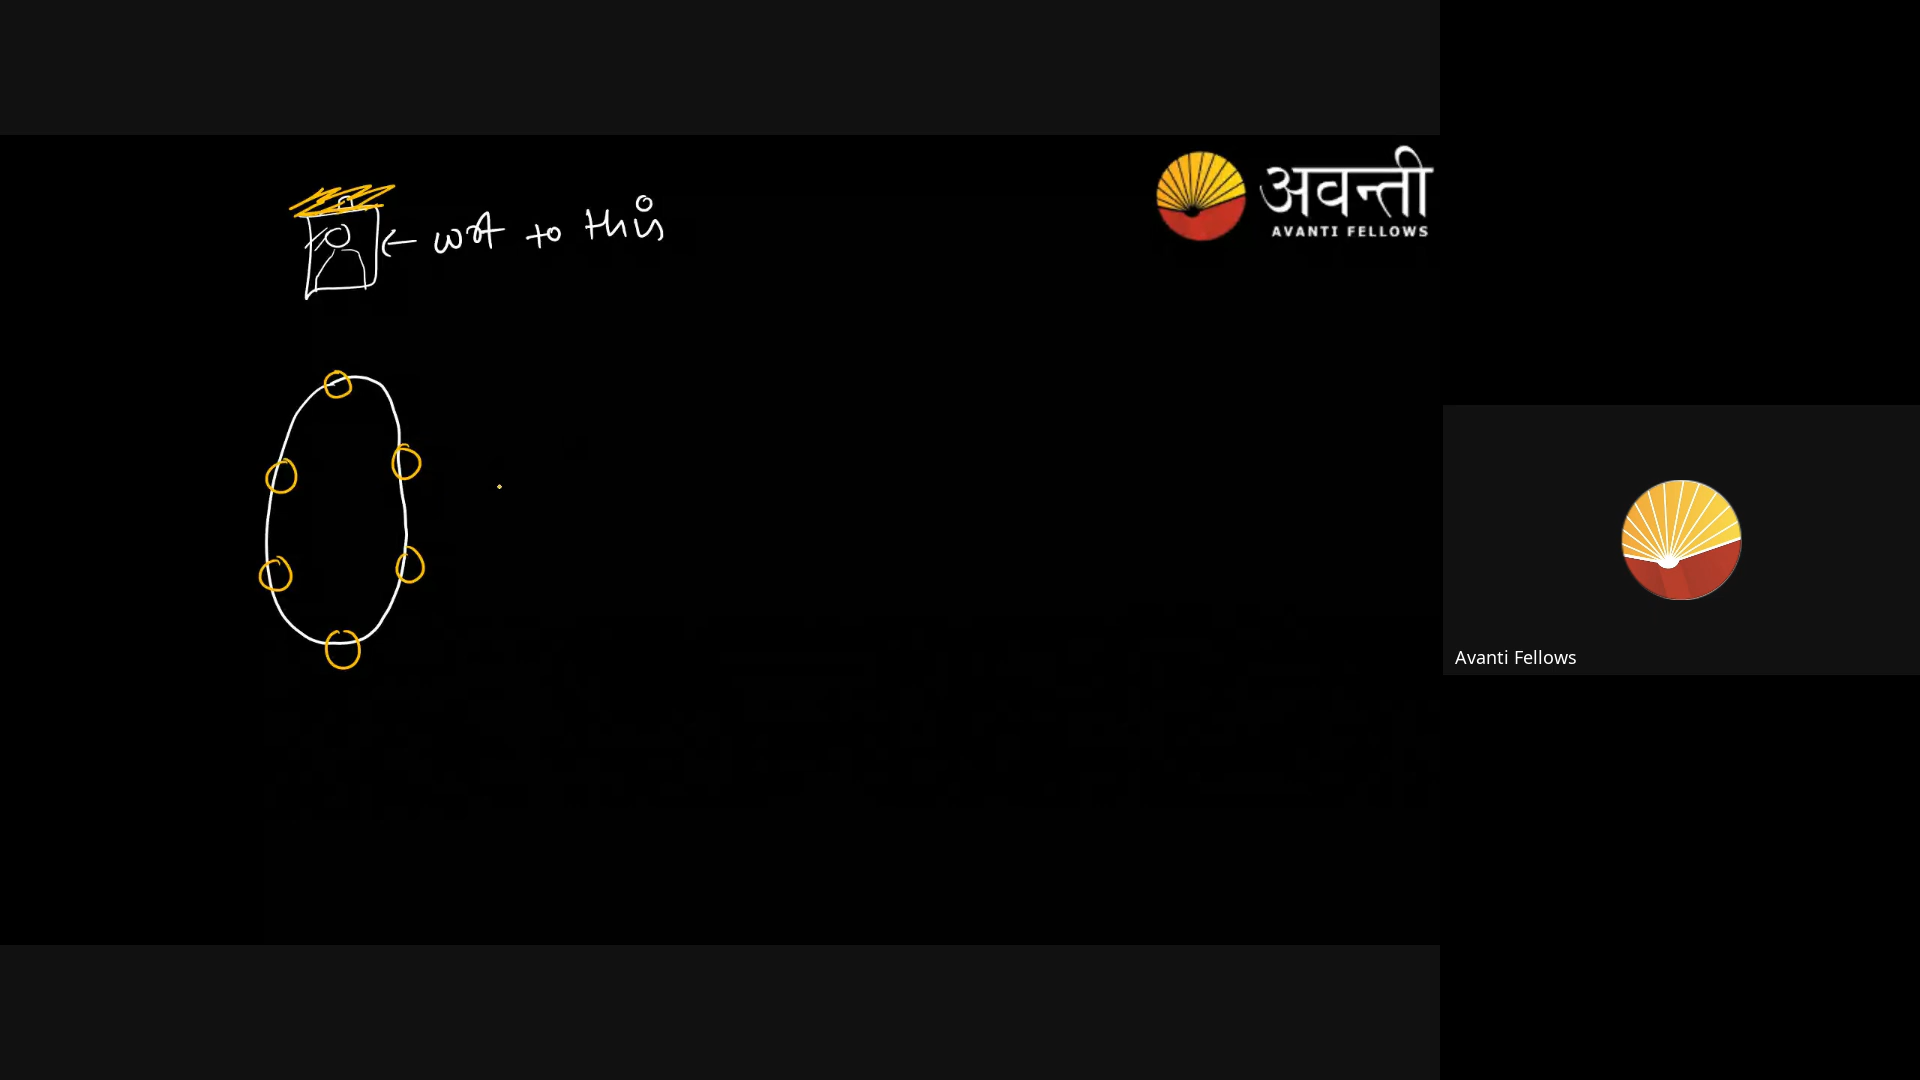 ← wrt to this
अवन्ती
AVANTI FELLOWS
Avanti Fellows